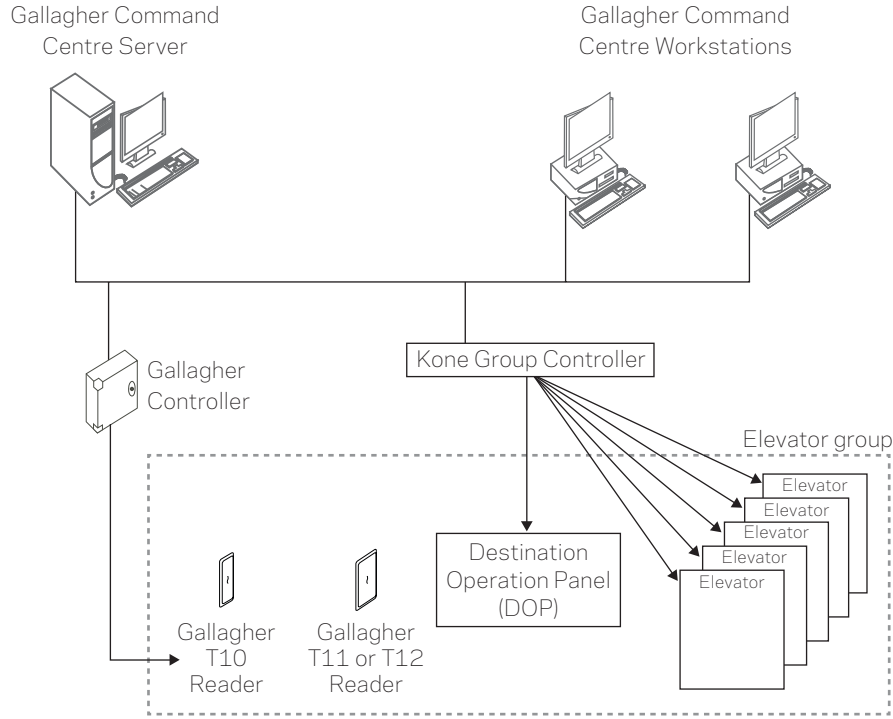 Gallagher Command
Centre Server
Gallagher Command
Centre Workstations
Gallagher
Controller
Kone Group Controller
Elevator group
Elevator
Elevator
Elevator
Elevator
Elevator
Destination
Operation Panel
(DOP)
Gallagher
T10
Reader
Gallagher
T11 or T12
Reader